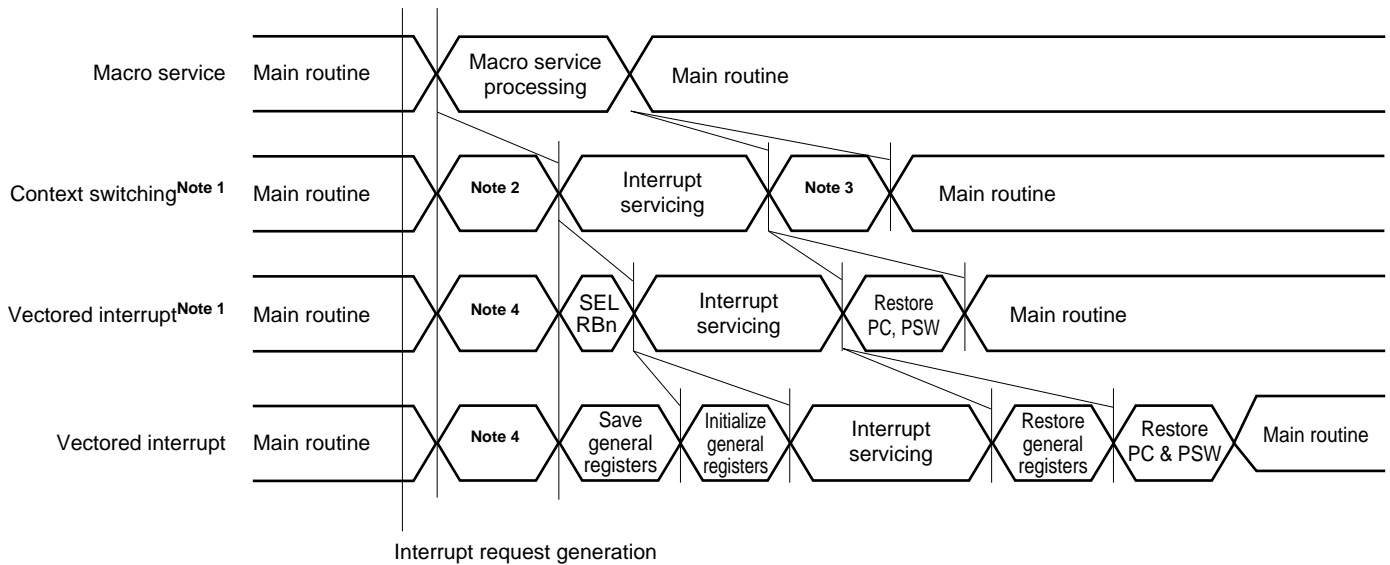 Macro service
Main routine
Macro service
processing
Main routine
Context switching Note 1
Main routine
Note 2
Interrupt
servicing
Note 3
Main routine
Vectored interrupt Note 1
Main routine
Note 4
SEL
RBn
Interrupt
servicing
Restore
PC, PSW
Main routine
Vectored interrupt
Main routine
Note 4
Save
general
registers
Initialize
general
registers
Interrupt
servicing
Restore
general
registers
Restore
PC & PSW
Main routine
Interrupt request generation